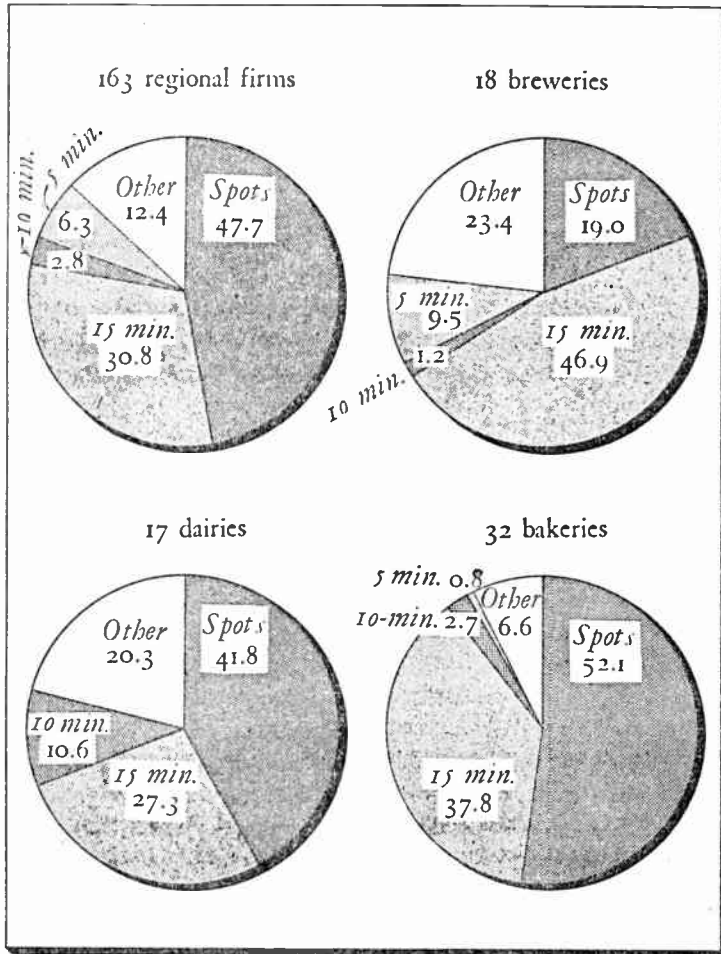 163 regional firms
5 min.
-10 min.
Other
12.4
Spots
47.7
6.3
2.8
15 min.
30.8
18 breweries
Other
23.4
Spots
19.0
5 min.
9.5
1.2
10 min.
15 min.
46.9
17 dairies
Other
20.3
Spots
41.8
10 min.
10.6
15 min.
27.3
32 bakeries
5 min. 0.8
10-min. 2.7
Other
6.6
Spots
52.1
15 min.
37.8